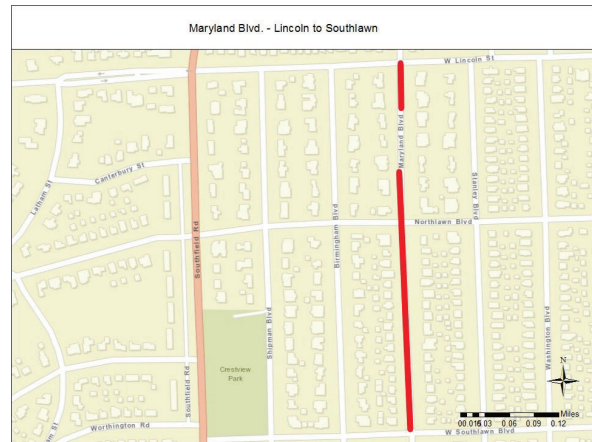 Maryland Blvd. - Lincoln to Southlawn
W Lincoln St
Maryland Blvd
Canterbury St
Latham St
Stanley Blvd
Birmingham Blvd
Northlawn Blvd
Southfield Rd
Shipman Blvd
Washington Blvd
Crestview
Park
Southfield Rd
N
Miles
0.03 0.06 0.09 0.12
Worthington Rd
W Southlawn Blvd